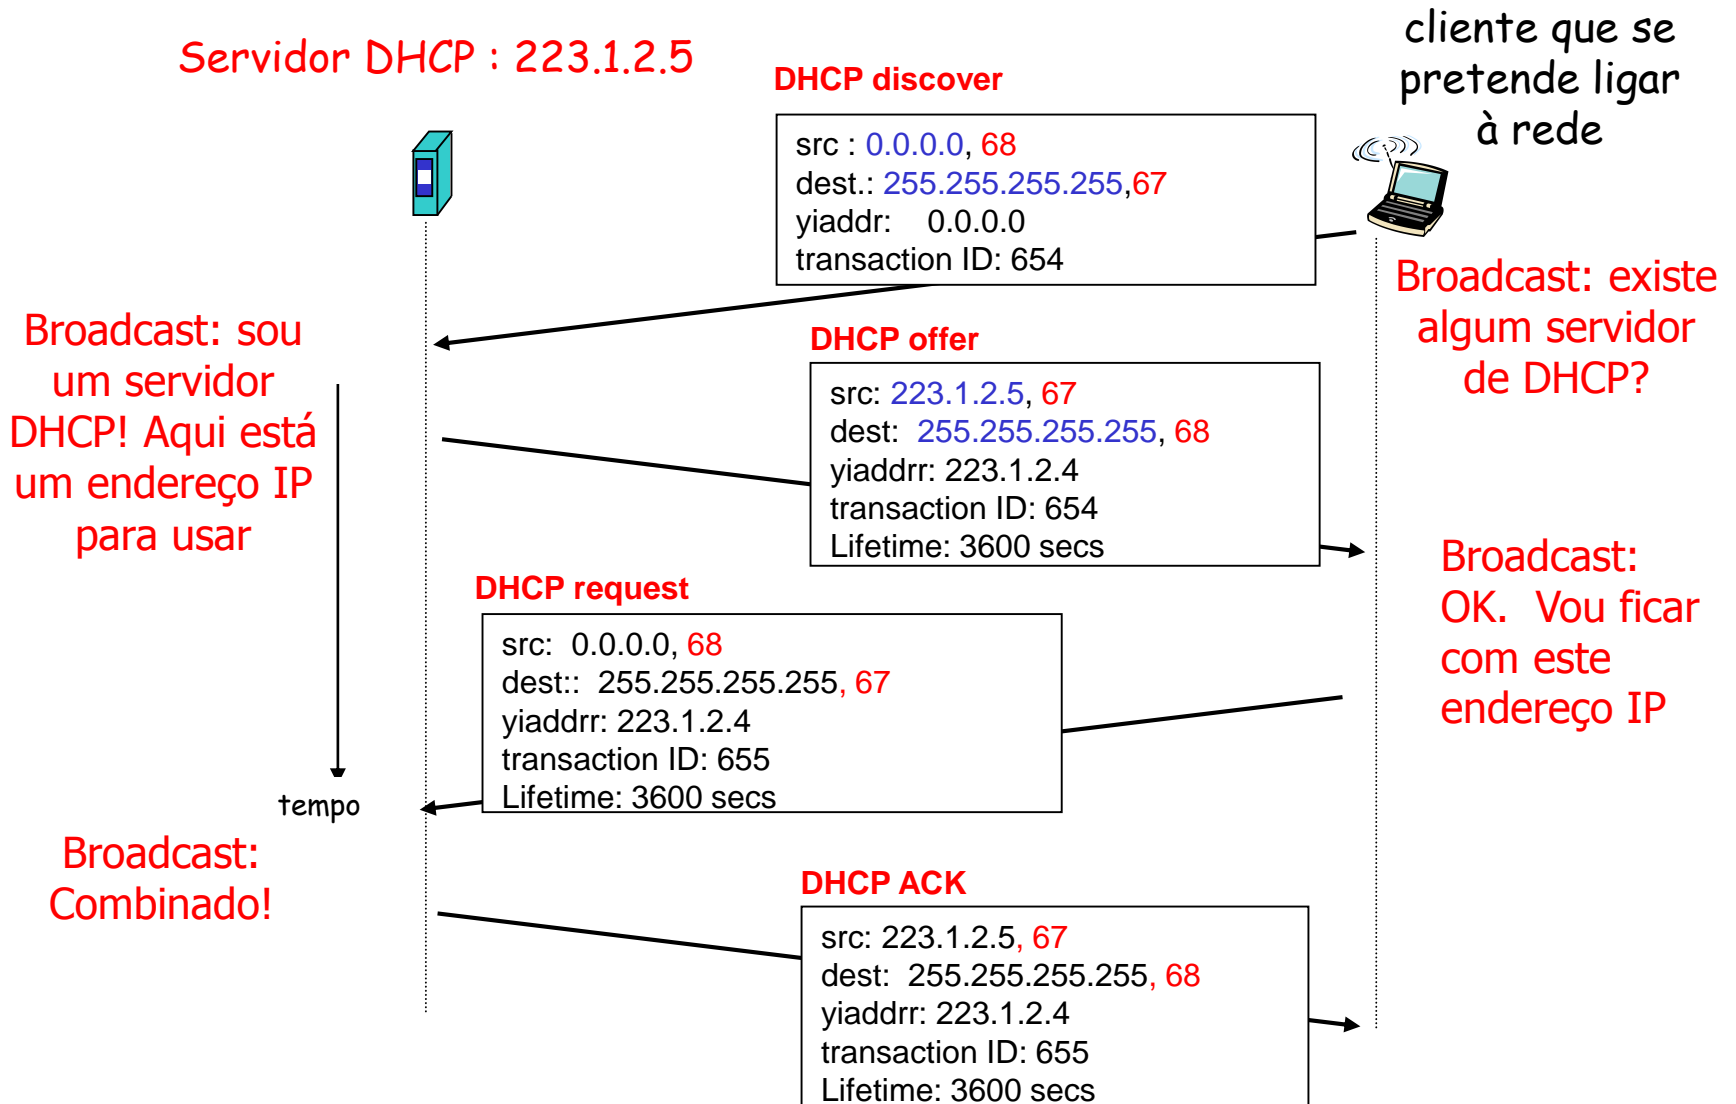 Servidor DHCP : 223.1.2.5
cliente que se
pretende ligar
à rede
DHCP discover
src : 0.0.0.0, 68
dest.: 255.255.255.255,67
yiaddr: 0.0.0.0
transaction ID: 654
Broadcast: existe
algum servidor
de DHCP?
Broadcast: sou
um servidor
DHCP! Aqui está
um endereço IP
para usar
DHCP offer
src: 223.1.2.5, 67
dest: 255.255.255.255, 68
yiaddrr: 223.1.2.4
transaction ID: 654
Lifetime: 3600 secs
Broadcast:
OK. Vou ficar
com este
endereço IP
DHCP request
src: 0.0.0.0, 68
dest:: 255.255.255.255, 67
yiaddrr: 223.1.2.4
transaction ID: 655
Lifetime: 3600 secs
tempo
Broadcast:
Combinado!
DHCP ACK
src: 223.1.2.5, 67
dest: 255.255.255.255, 68
yiaddrr: 223.1.2.4
transaction ID: 655
Lifetime: 3600 secs